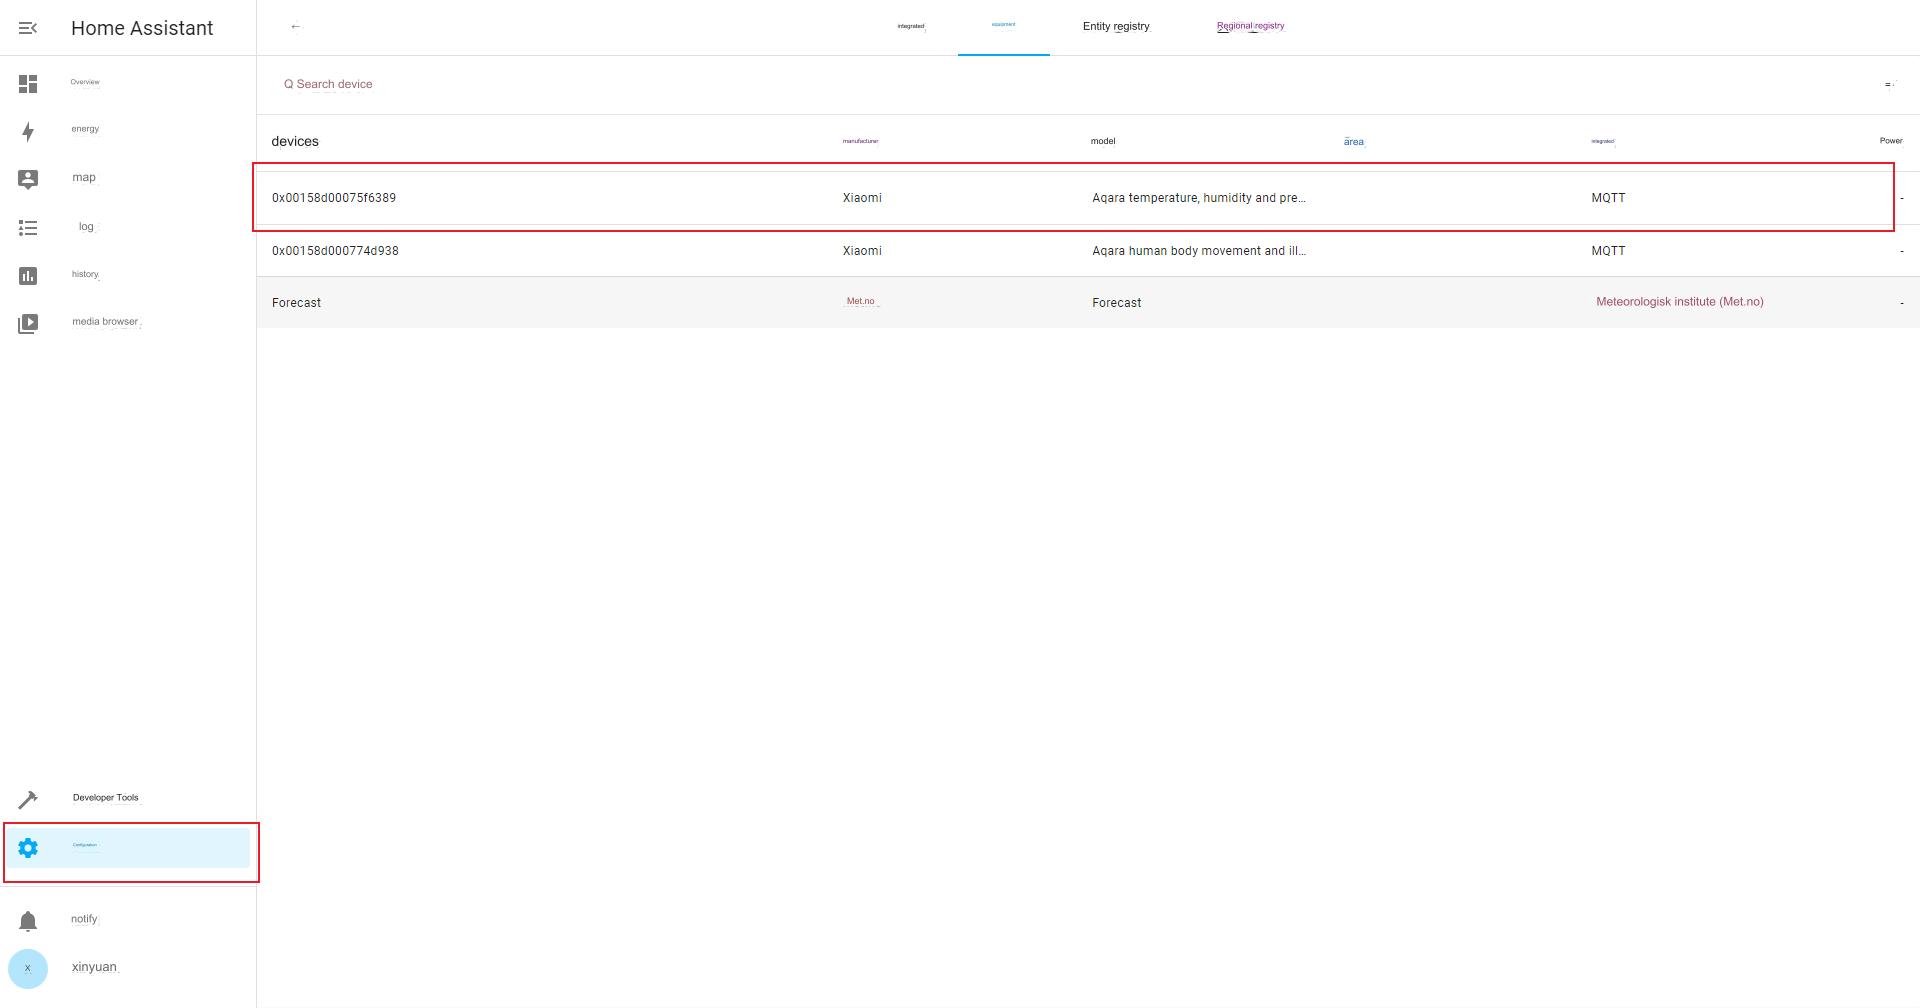 Home Assistant
←
integrated
equipment
Entity registry
Regional registry
Overview
energy
map
log
history
media browser
Developer Tools
Configuration
notify
X
xinyuan
Q Search device
devices
manufacturer
model
area
integrated
Power
0x00158d00075f6389
Xiaomi
Aqara temperature, humidity and pre...
MQTT
-
0x00158d000774d938
Xiaomi
Aqara human body movement and ill...
MQTT
-
Forecast
Met.no
Forecast
Meteorologisk institute (Met.no)
-